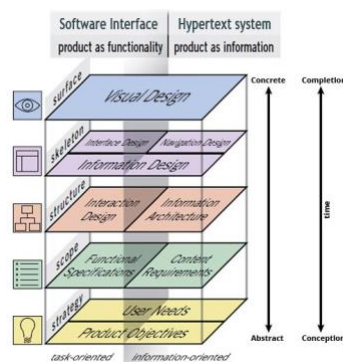 Software Interface
product as functionality
Hypertext system
product as information
Concrete
Completion
surface
Visual Design
skeleton
Interface Design
Navigation Design
Information Design
structure
Interaction
Design
Information
Architecture
time
scope
Functional
Specifications
Content
Requirements
strategy
User Needs
Product Objectives
Abstract
Conception
task-oriented
information-oriented